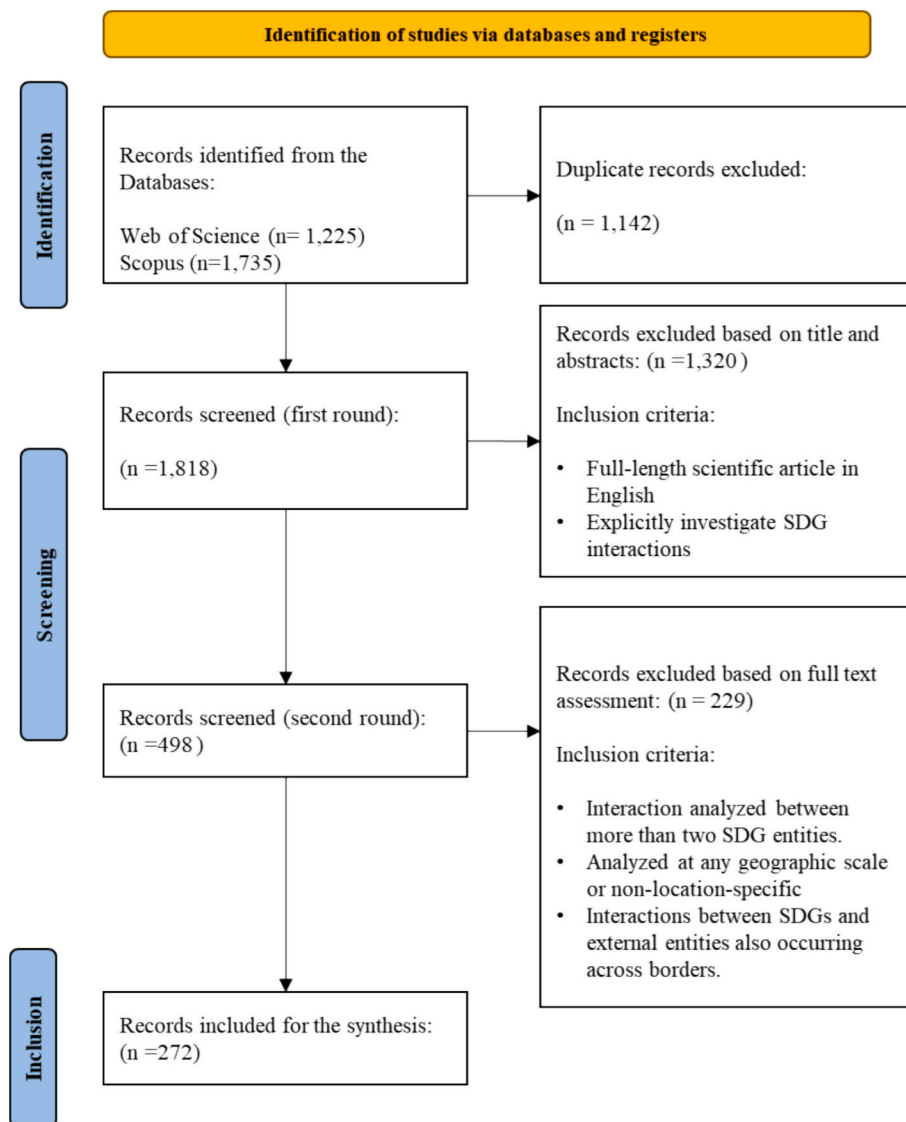 Identification of studies via databases and registers
Identification
Records identified from the
Databases:
Web of Science (n= 1,225)
Scopus (n=1,735)
Duplicate records excluded:
(n = 1,142)
Screening
Records screened (first round):
(n =1,818)
Records excluded based on title and
abstracts: (n =1,320 )
Inclusion criteria:
• Full-length scientific article in
English
• Explicitly investigate SDG
interactions
Records screened (second round):
(n =498 )
Records excluded based on full text
assessment: (n = 229)
Inclusion criteria:
• Interaction analyzed between
more than two SDG entities.
• Analyzed at any geographic scale
or non-location-specific
• Interactions between SDGs and
external entities also occurring
across borders.
Inclusion
Records included for the synthesis:
(n =272)